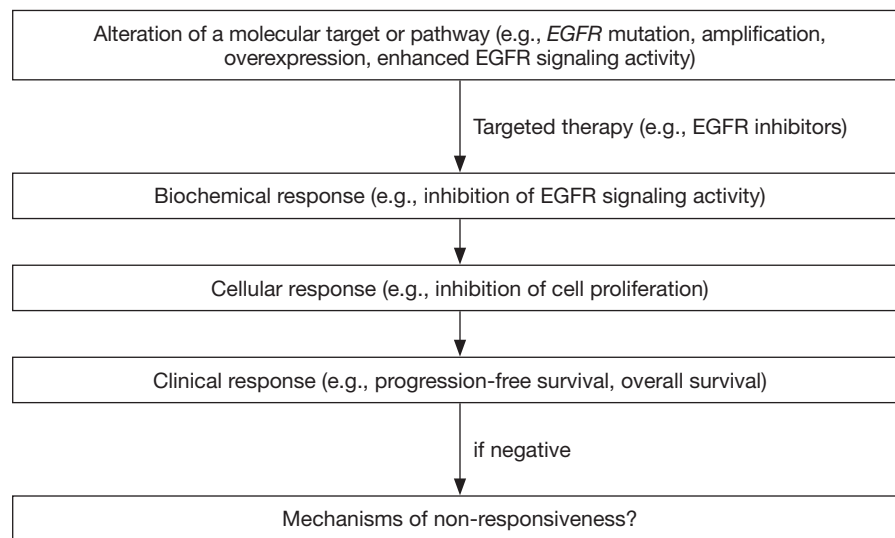 Alteration of a molecular target or pathway (e.g., EGFR mutation, amplification,
overexpression, enhanced EGFR signaling activity)
Targeted therapy (e.g., EGFR inhibitors)
Biochemical response (e.g., inhibition of EGFR signaling activity)
Cellular response (e.g., inhibition of cell proliferation)
Clinical response (e.g., progression-free survival, overall survival)
if negative
Mechanisms of non-responsiveness?